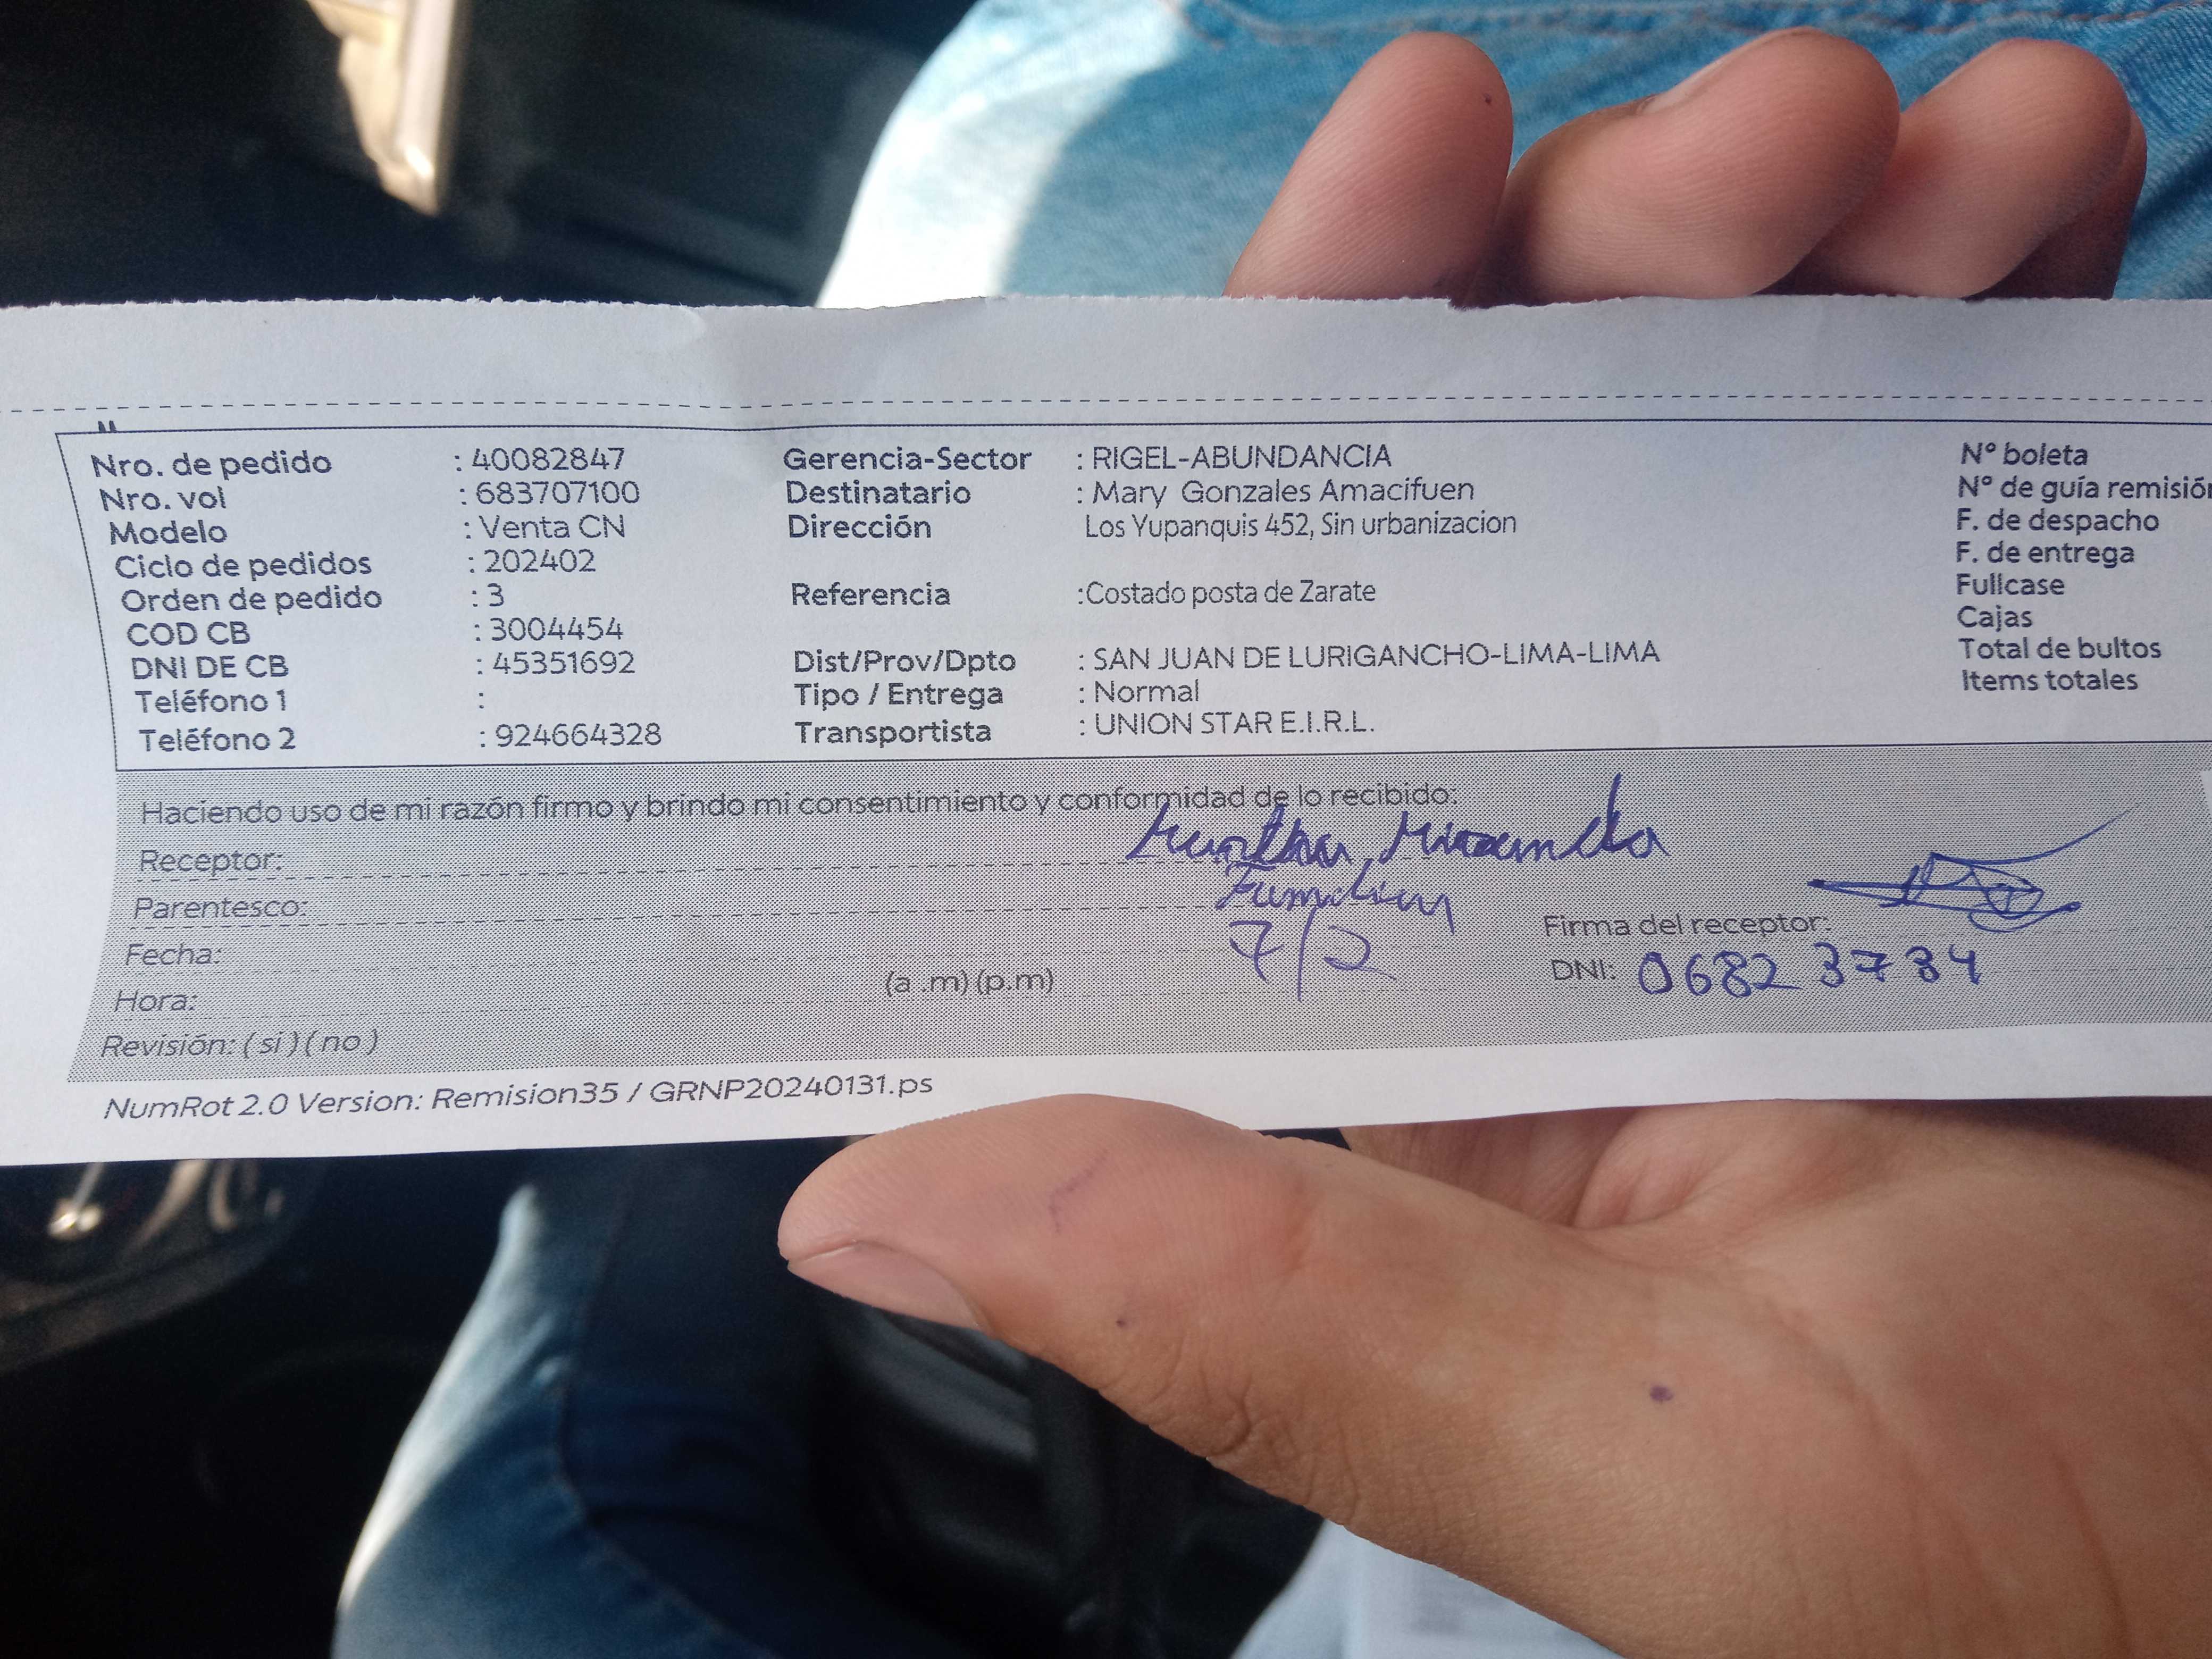 Nro. de pedido : 40082847 Gerencia-Sector : RIGEL-ABUNDANCIA N° boleta
Nro. vol : 683707100 Destinatario : Mary Gonzales Amacifuen N° de guía remisión
Modelo : Venta CN Dirección Los Yupanquis 452, Sin urbanizacion F. de despacho
Ciclo de pedidos : 202402 F. de entrega
Orden de pedido : 3 Referencia :Costado posta de Zarate Fullcase
COD CB : 3004454 Cajas
DNI DE CB : 45351692 Dist/Prov/Dpto : SAN JUAN DE LURIGANCHO-LIMA-LIMA Total de bultos
Teléfono 1 : Tipo / Entrega : Normal Items totales
Teléfono 2 : 924664328 Transportista : UNION STAR E.I.R.L.
Haciendo uso de mi razón firmo y brindo mi consentimiento y conformidad de lo recibido:
Receptor: Miranda
Parentesco:
Fecha: 7/2 Firma del receptor:
Hora: (a .m) (p.m) DNI: 06823734
Revisión: ( si ) ( no )
NumRot 2.0 Version: Remision35 / GRNP20240131.ps